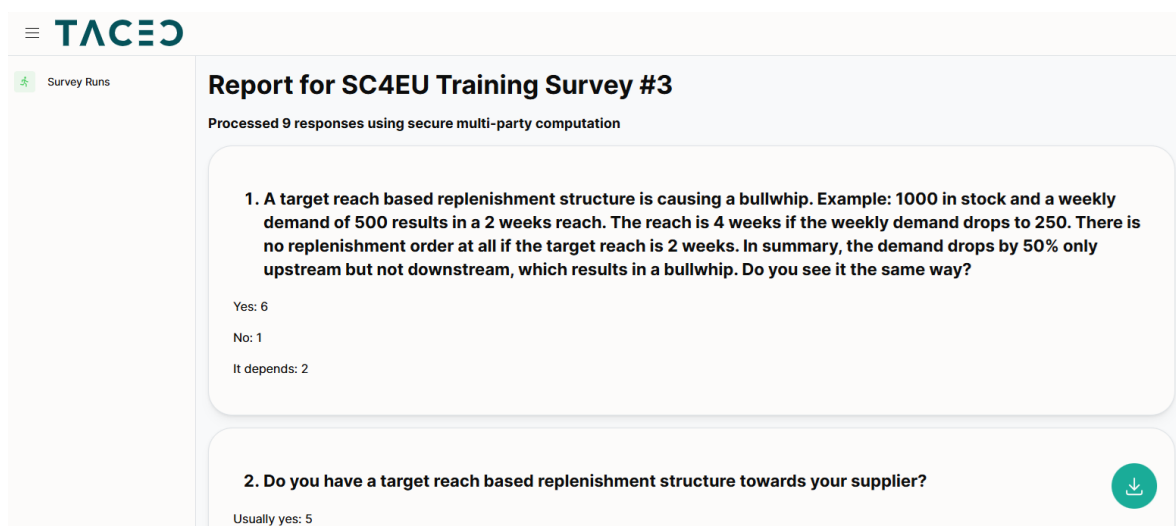 TACEO
Survey Runs
Report for SC4EU Training Survey #3
Processed 9 responses using secure multi-party computation
1. A target reach based replenishment structure is causing a bullwhip. Example: 1000 in stock and a weekly
demand of 500 results in a 2 weeks reach. The reach is 4 weeks if the weekly demand drops to 250. There is
no replenishment order at all if the target reach is 2 weeks. In summary, the demand drops by 50% only
upstream but not downstream, which results in a bullwhip. Do you see it the same way?
Yes: 6
No: 1
It depends: 2
2. Do you have a target reach based replenishment structure towards your supplier?
Usually yes: 5